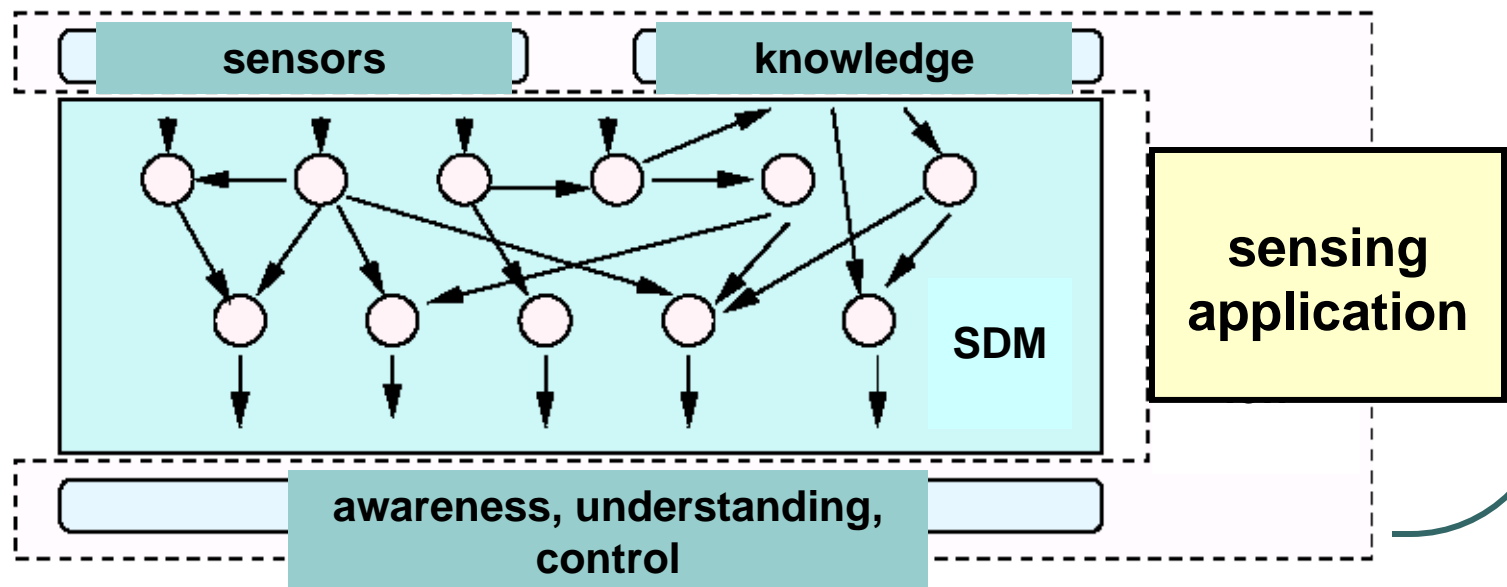 sensors
knowledge
sensing
application
SDM
awareness, understanding,
control